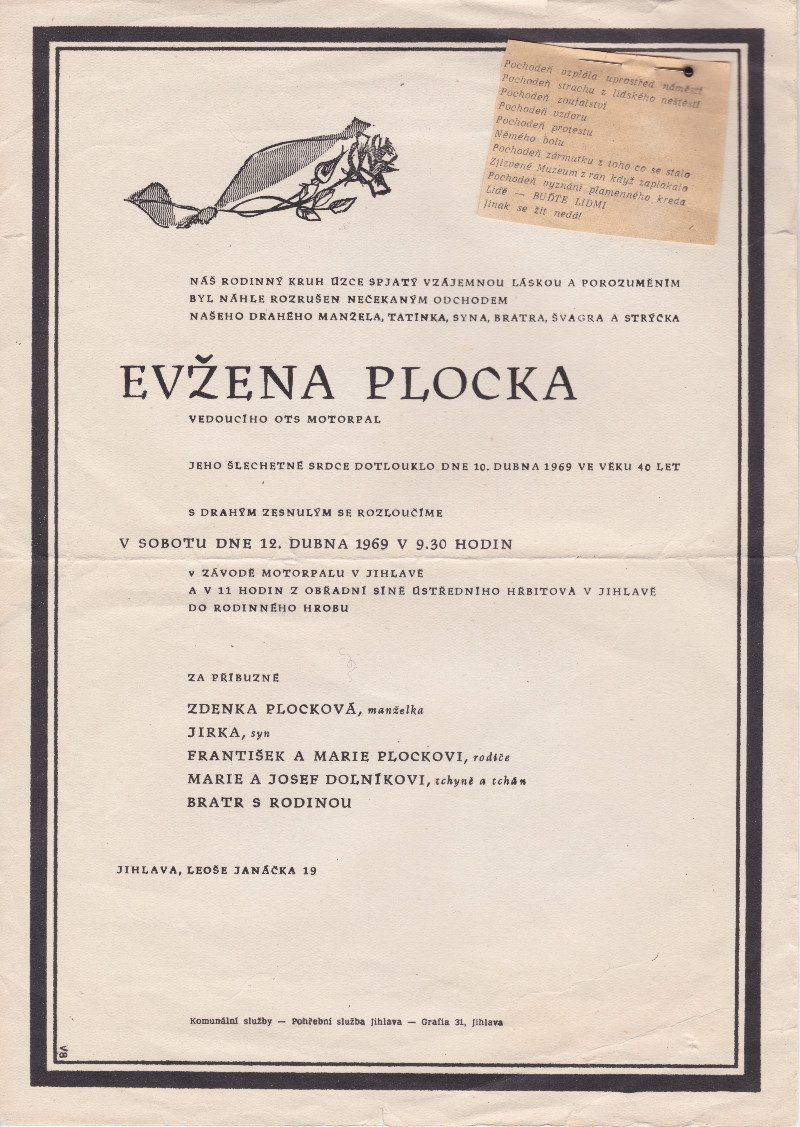 Pochodeň vzplála uprostřed náměstí
Pochodeň strachu z lidského neštěstí
Pochodeň zoufalství
Pochodeň vzdoru
Pochodeň protestu
Němého bolu
Pochodeň zármutku z toho co se stalo
Zjizvené Muzeum z ran když zaplakalo
Pochodeň vyznání plamenného kreda
Lidé — BUĎTE LIDMI
Jinak se žít nedá!
NÁŠ RODINNÝ KRUH ÚZCE SPJATÝ VZÁJEMNOU LÁSKOU A POROZUMĚNÍM
BYL NÁHLE ROZRUŠEN NEČEKANÝM ODCHODEM
NAŠEHO DRAHÉHO MANŽELA, TATÍNKA, SYNA, BRATRA, ŠVAGRA A STRÝČKA
EVŽENA PLOCKA
VEDOUCÍHO OTS MOTORPAL
JEHO ŠLECHETNÉ SRDCE DOTLOUKLO DNE 10. DUBNA 1969 VE VĚKU 40 LET
S DRAHÝM ZESNULÝM SE ROZLOUČÍME
V SOBOTU DNE 12. DUBNA 1969 V 9.30 HODIN
V ZÁVODĚ MOTORPALU V JIHLAVĚ
A V 11 HODIN Z OBŘADNÍ SÍNĚ ÚSTŘEDNÍHO HŘBITOVA V JIHLAVĚ
DO RODINNÉHO HROBU
ZA PŘÍBUZNÉ
ZDENKA PLOCKOVÁ, manželka
JIRKA, syn
FRANTIŠEK A MARIE PLOCKOVI, rodiče
MARIE A JOSEF DOLNÍKOVI, tchyně a tchán
BRATR S RODINOU
JIHLAVA, LEOŠE JANÁČKA 19
Komunální služby — Pohřební služba Jihlava — Grafia 31, Jihlava
V8